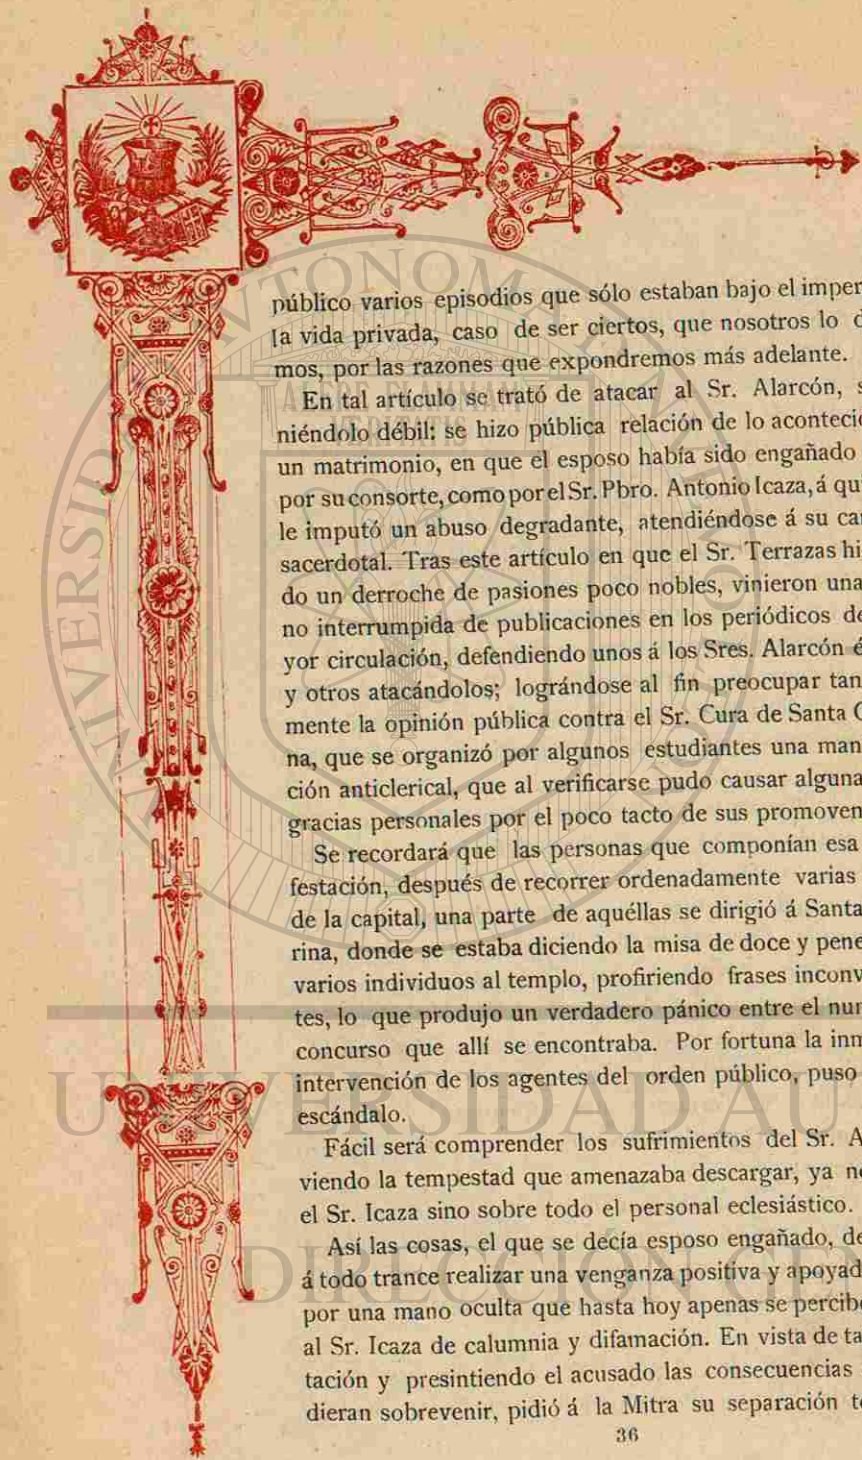 público varios episodios que sólo estaban bajo el imper
la vida privada, caso de ser ciertos, que nosotros lo d
mos, por las razones que expondremos más adelante.
En tal artículo se trató de atacar al Sr. Alarcón, s
niéndolo débil: se hizo pública relación de lo acontecid
un matrimonio, en que el esposo había sido engañado
por su consorte, como por el Sr. Pbro. Antonio Icaza, á qu
le imputó un abuso degradante, atendiéndose á su car
sacerdotal. Tras este artículo en que el Sr. Terrazas hi
do un derroche de pasiones poco nobles, vinieron una
no interrumpida de publicaciones en los periódicos de
yor circulación, defendiendo unos á los Sres. Alarcón é
y otros atacándolos; lográndose al fin preocupar tan
mente la opinión pública contra el Sr. Cura de Santa C
na, que se organizó por algunos estudiantes una man
ción anticlerical, que al verificarse pudo causar alguna
gracias personales por el poco tacto de sus promoven
Se recordará que las personas que componían esa
festación, después de recorrer ordenadamente varias
de la capital, una parte de aquéllas se dirigió á Santa
rina, donde se estaba diciendo la misa de doce y pene
varios individuos al templo, profiriendo frases inconv
tes, lo que produjo un verdadero pánico entre el nur
concurso que allí se encontraba. Por fortuna la inn
intervención de los agentes del orden público, puso
escándalo.
Fácil será comprender los sufrimientos del Sr. A
viendo la tempestad que amenazaba descargar, ya n
el Sr. Icaza sino sobre todo el personal eclesiástico.
Así las cosas, el que se decía esposo engañado, de
á todo trance realizar una venganza positiva y apoyad
por una mano oculta que hasta hoy apenas se percib
al Sr. Icaza de calumnia y difamación. En vista de ta
tación y presintiendo el acusado las consecuencias
dieran sobrevenir, pidió á la Mitra su separación te
36
UNIVERSIDAD AU
DIRECCIÓN GE